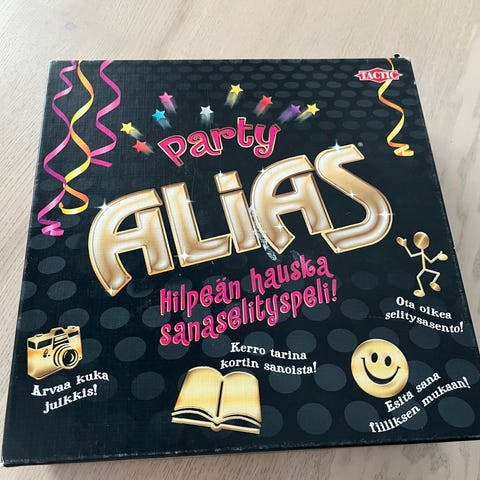 TACTIC
Party
ALIAS
Hilpeän hauska
sanaselityspeli!
Ota oikea
selitysasento!
Arvaa kuka
julkkis!
Kerro tarina
kortin sanoista!
Esitä sana
fiiliksen mukaan!